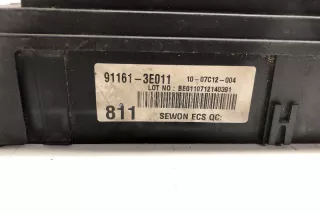 91161-3E011 10-07C12-004
LOT NO : BE0110712140391
811 SEWON ECS QC:
H